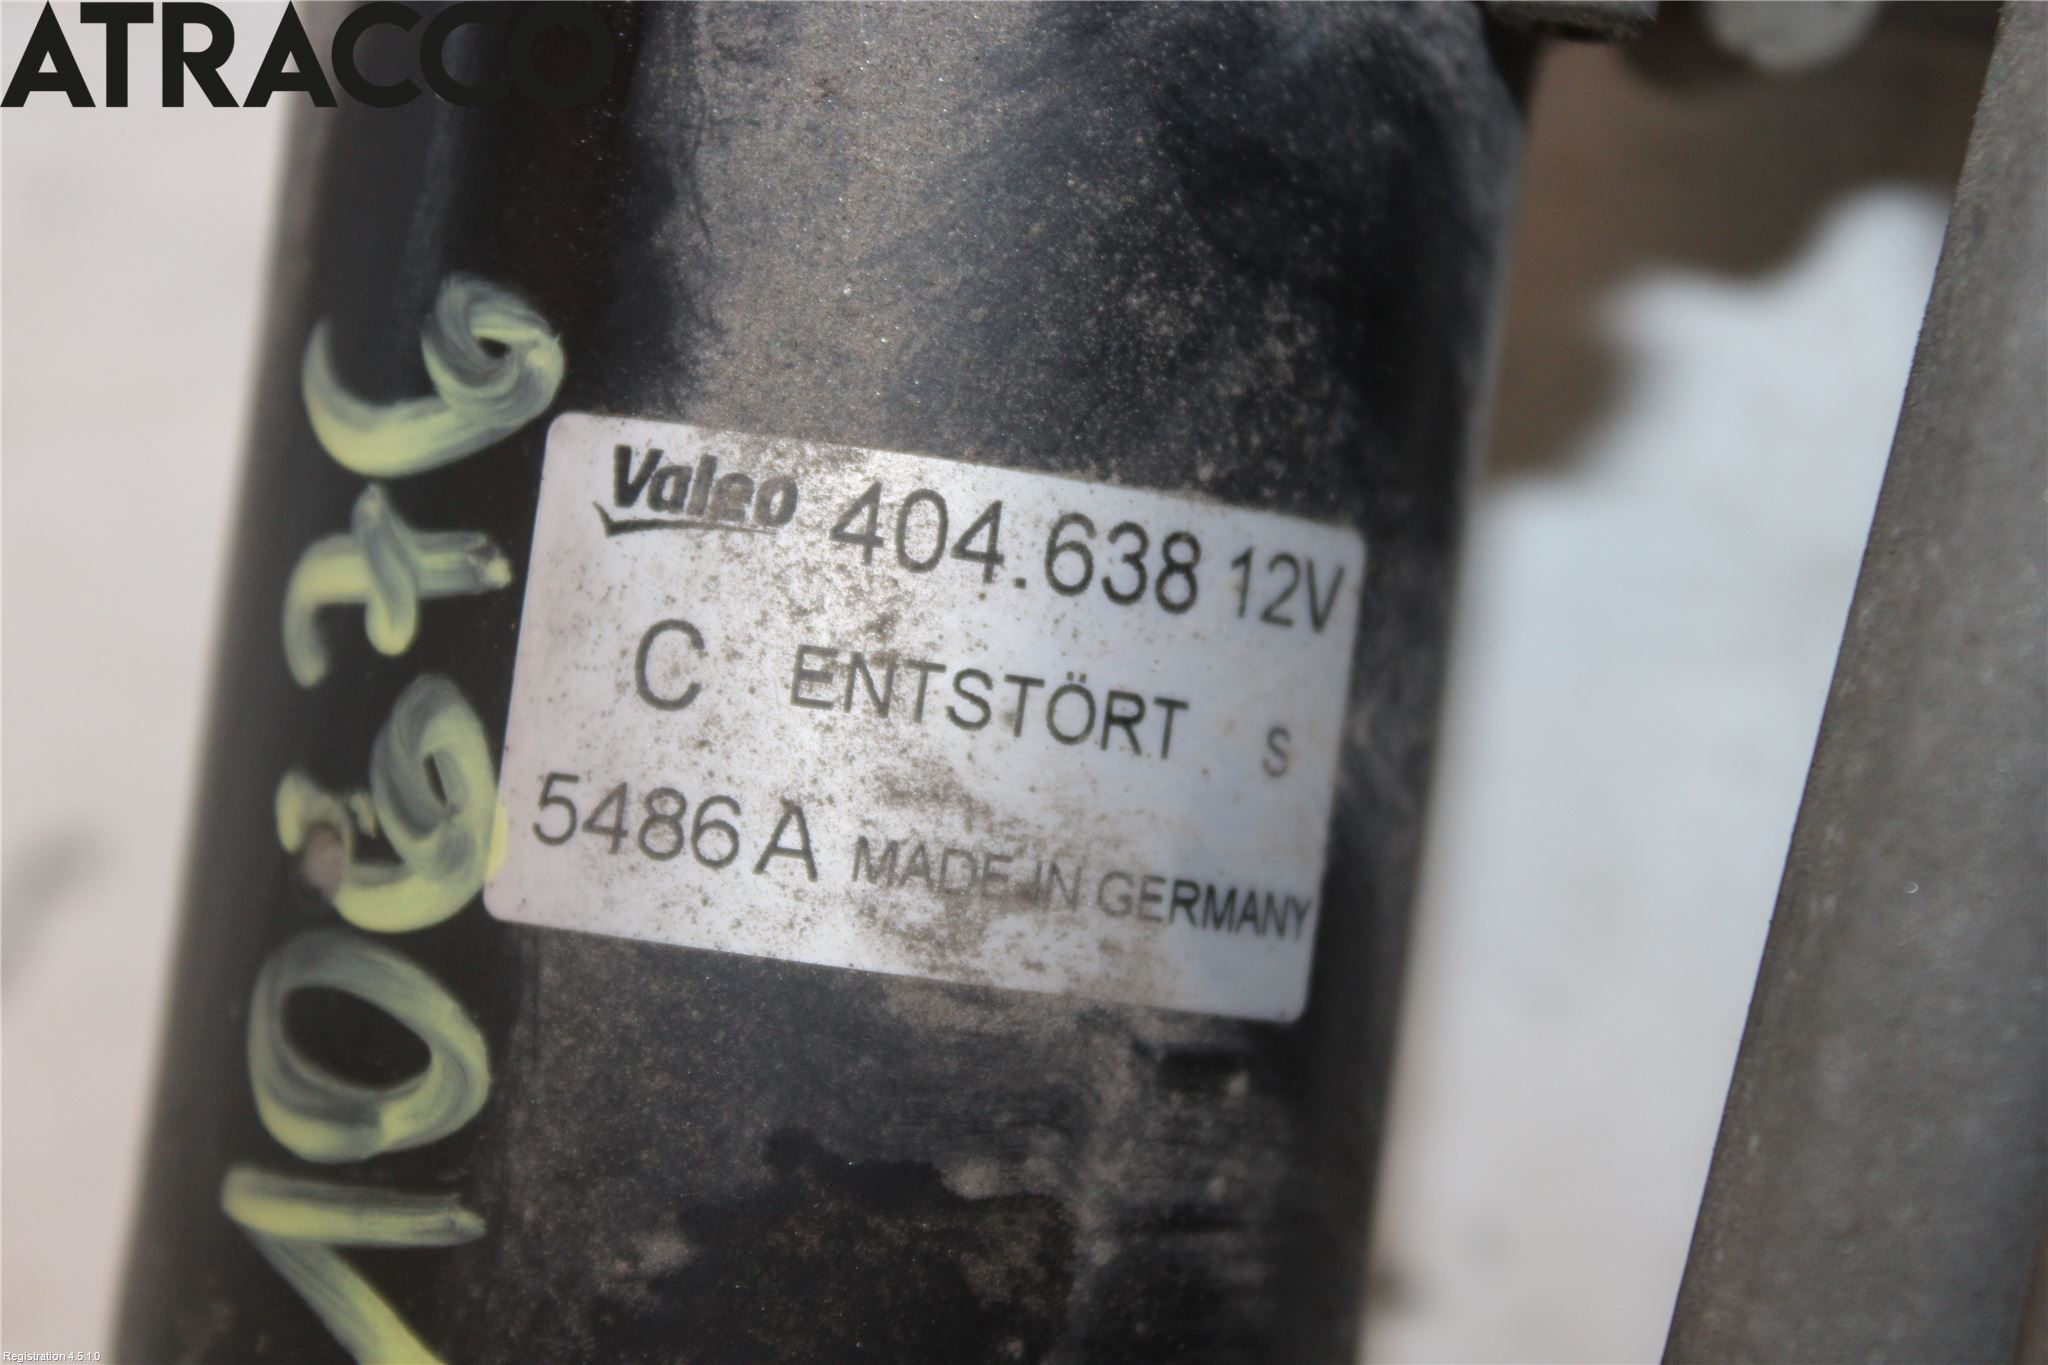 ATRACCO
Valeo 404.638 12V
C ENTSTÖRT S
5486 A MADE IN GERMANY
Registration 4.5.1.0